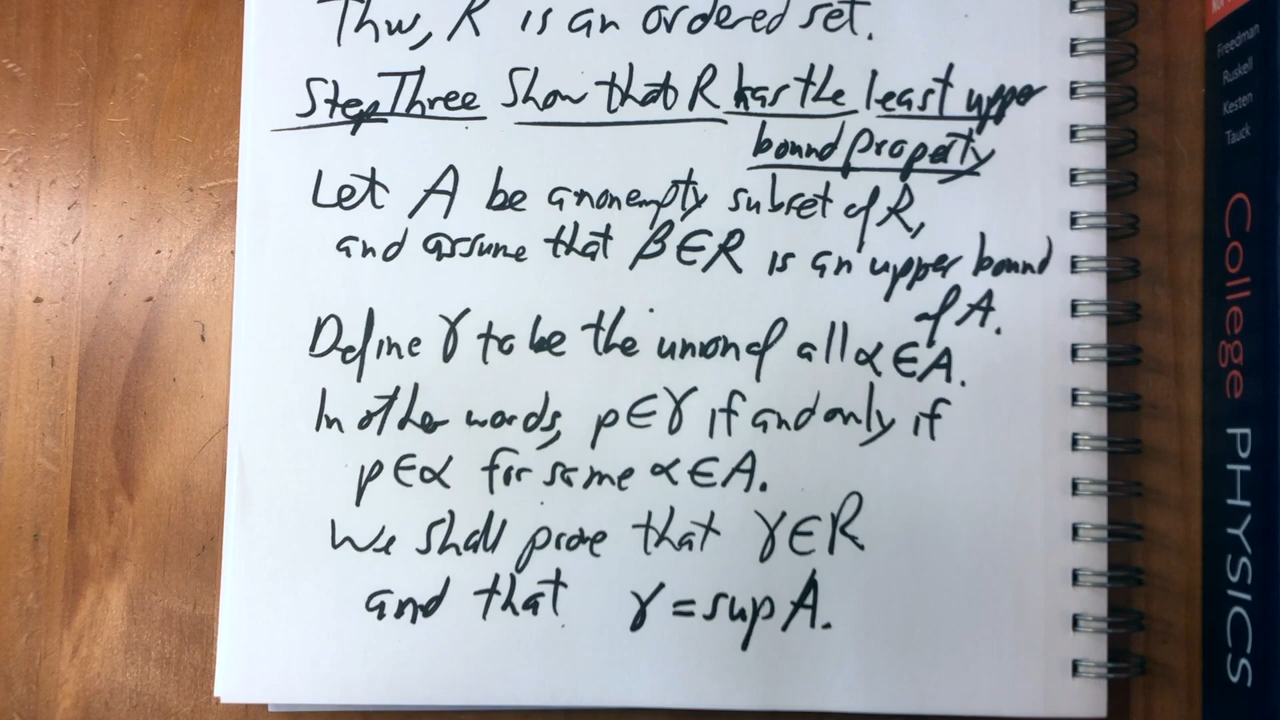 Thus, R is an ordered set.
Step Three Show that R has the least upper
bound property
Let A be a nonempty subset of R,
and assume that β∈R is an upper bound
of A.
Define γ to be the union of all α∈A.
In other words, p∈γ if and only if
p∈α for some α∈A.
We shall prove that γ∈R
and that γ=sup A.
Freedman
Ruskell
Kesten
Tauck
College PHYSICS